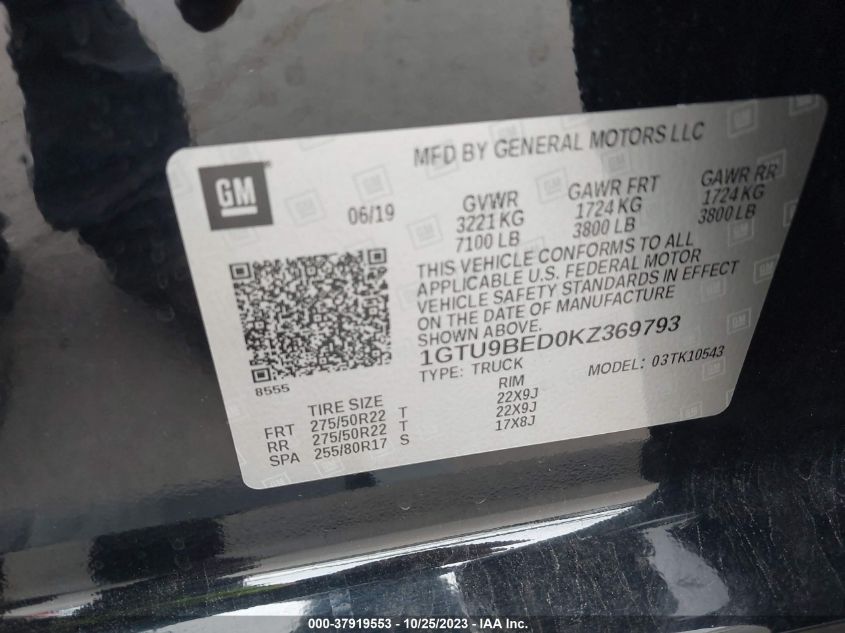 MFD BY GENERAL MOTORS LLC
GM
06/19
GVWR
3221 KG
7100 LB
GAWR FRT
1724 KG
3800 LB
GAWR RR
1724 KG
3800 LB
THIS VEHICLE CONFORMS TO ALL
APPLICABLE U.S. FEDERAL MOTOR
VEHICLE SAFETY STANDARDS IN EFFECT
ON THE DATE OF MANUFACTURE
SHOWN ABOVE.
1GTU9BED0KZ369793
TYPE: TRUCK
MODEL: 03TK10543
8555
TIRE SIZE
RIM
FRT 275/50R22 T 22X9J
RR 275/50R22 T 22X9J
SPA 255/80R17 S 17X8J
000-37919553 - 10/25/2023 - © IAA Inc.